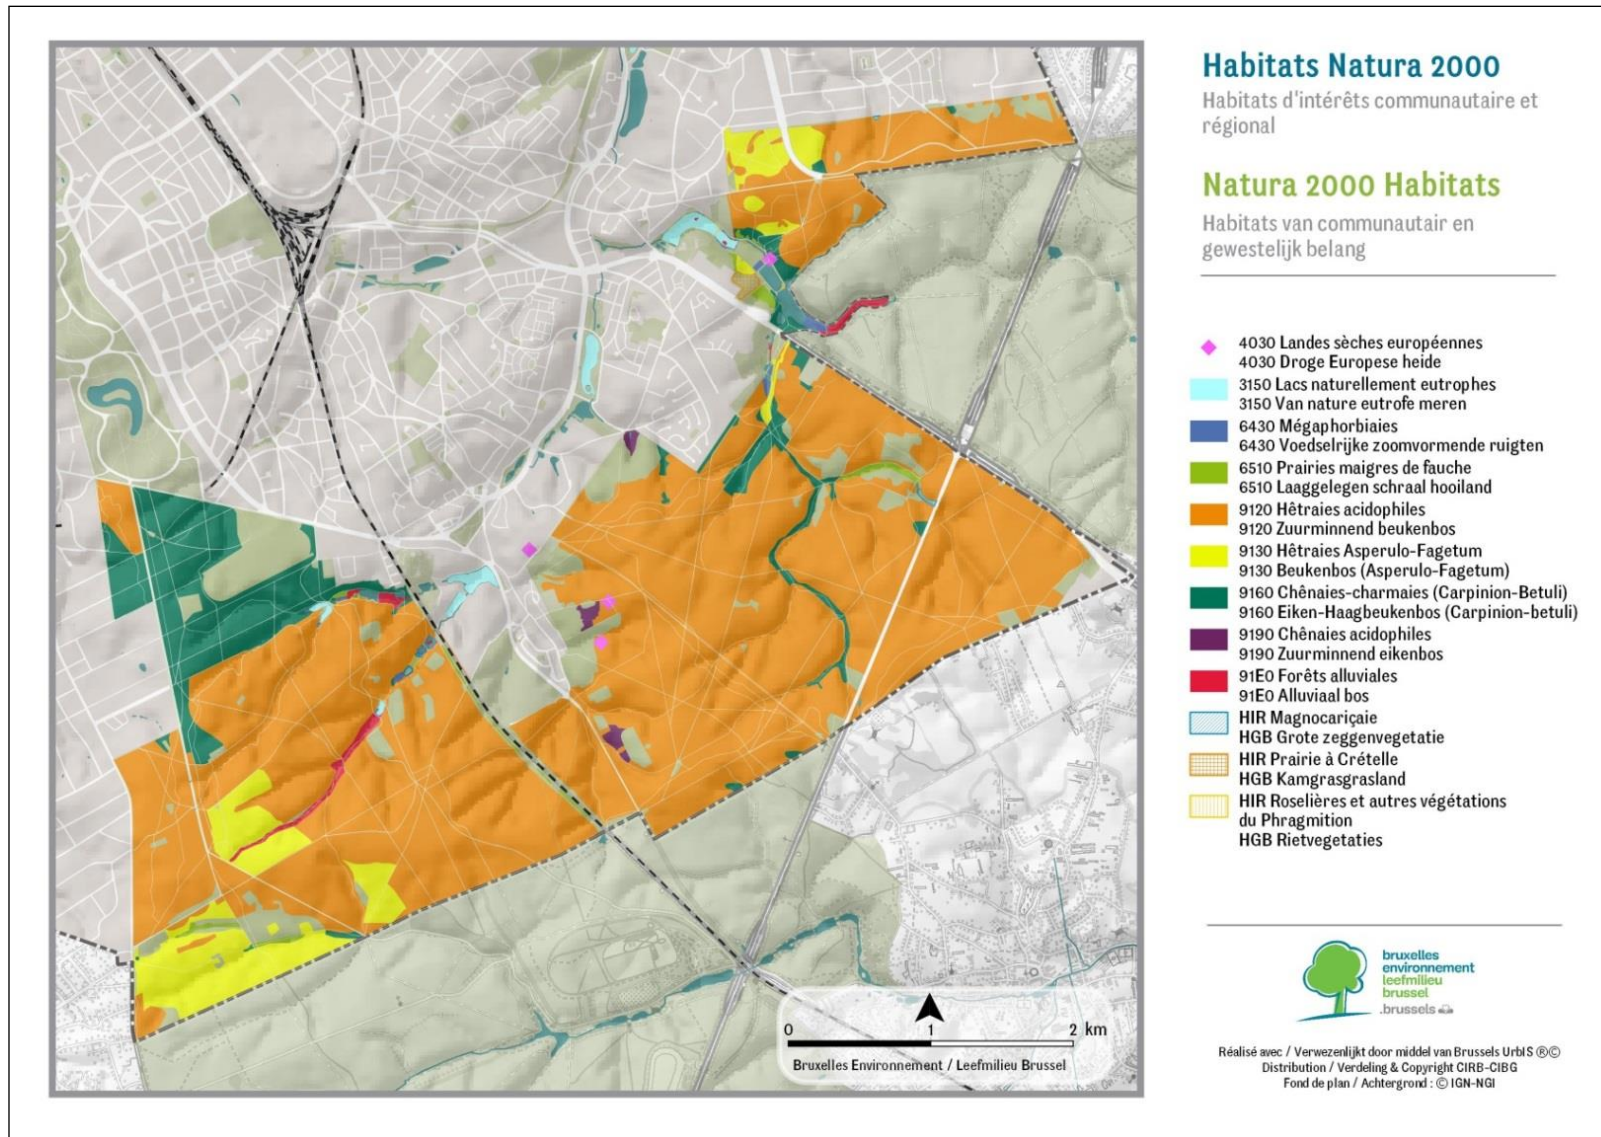 Habitats Natura 2000
Habitats d'intérêts communautaire et
régional
Natura 2000 Habitats
Habitats van communautair en
gewestelijk belang
4030 Landes sèches européennes
4030 Droge Europese heide
3150 Lacs naturellement eutrophes
3150 Van nature eutrofe meren
6430 Mégaphorbiaies
6430 Voedselrijke zoomvormende ruigten
6510 Prairies maigres de fauche
6510 Laaggelegen schraal hooiland
9120 Hêtraies acidophiles
9120 Zuurminnend beukenbos
9130 Hêtraies Asperulo-Fagetum
9130 Beukenbos (Asperulo-Fagetum)
9160 Chênaies-charmaies (Carpinion-Betuli)
9160 Eiken-Haagbeukenbos (Carpinion-betuli)
9190 Chênaies acidophiles
9190 Zuurminnend eikenbos
91E0 Forêts alluviales
91E0 Alluviaal bos
HIR Magnocariçaie
HGB Grote zeggenvegetatie
HIR Prairie à Crételle
HGB Kamgrasgrasland
HIR Roselières et autres végétations
du Phragmition
HGB Rietvegetaties
bruxelles
environnement
leefmilieu
brussel
.brussels
0 1 2 km
Bruxelles Environnement / Leefmilieu Brussel
Réalisé avec / Verwezenlijkt door middel van Brussels UrbIS ®©
Distribution / Verdeling & Copyright CIRB-CIBG
Fond de plan / Achtergrond : © IGN-NGI